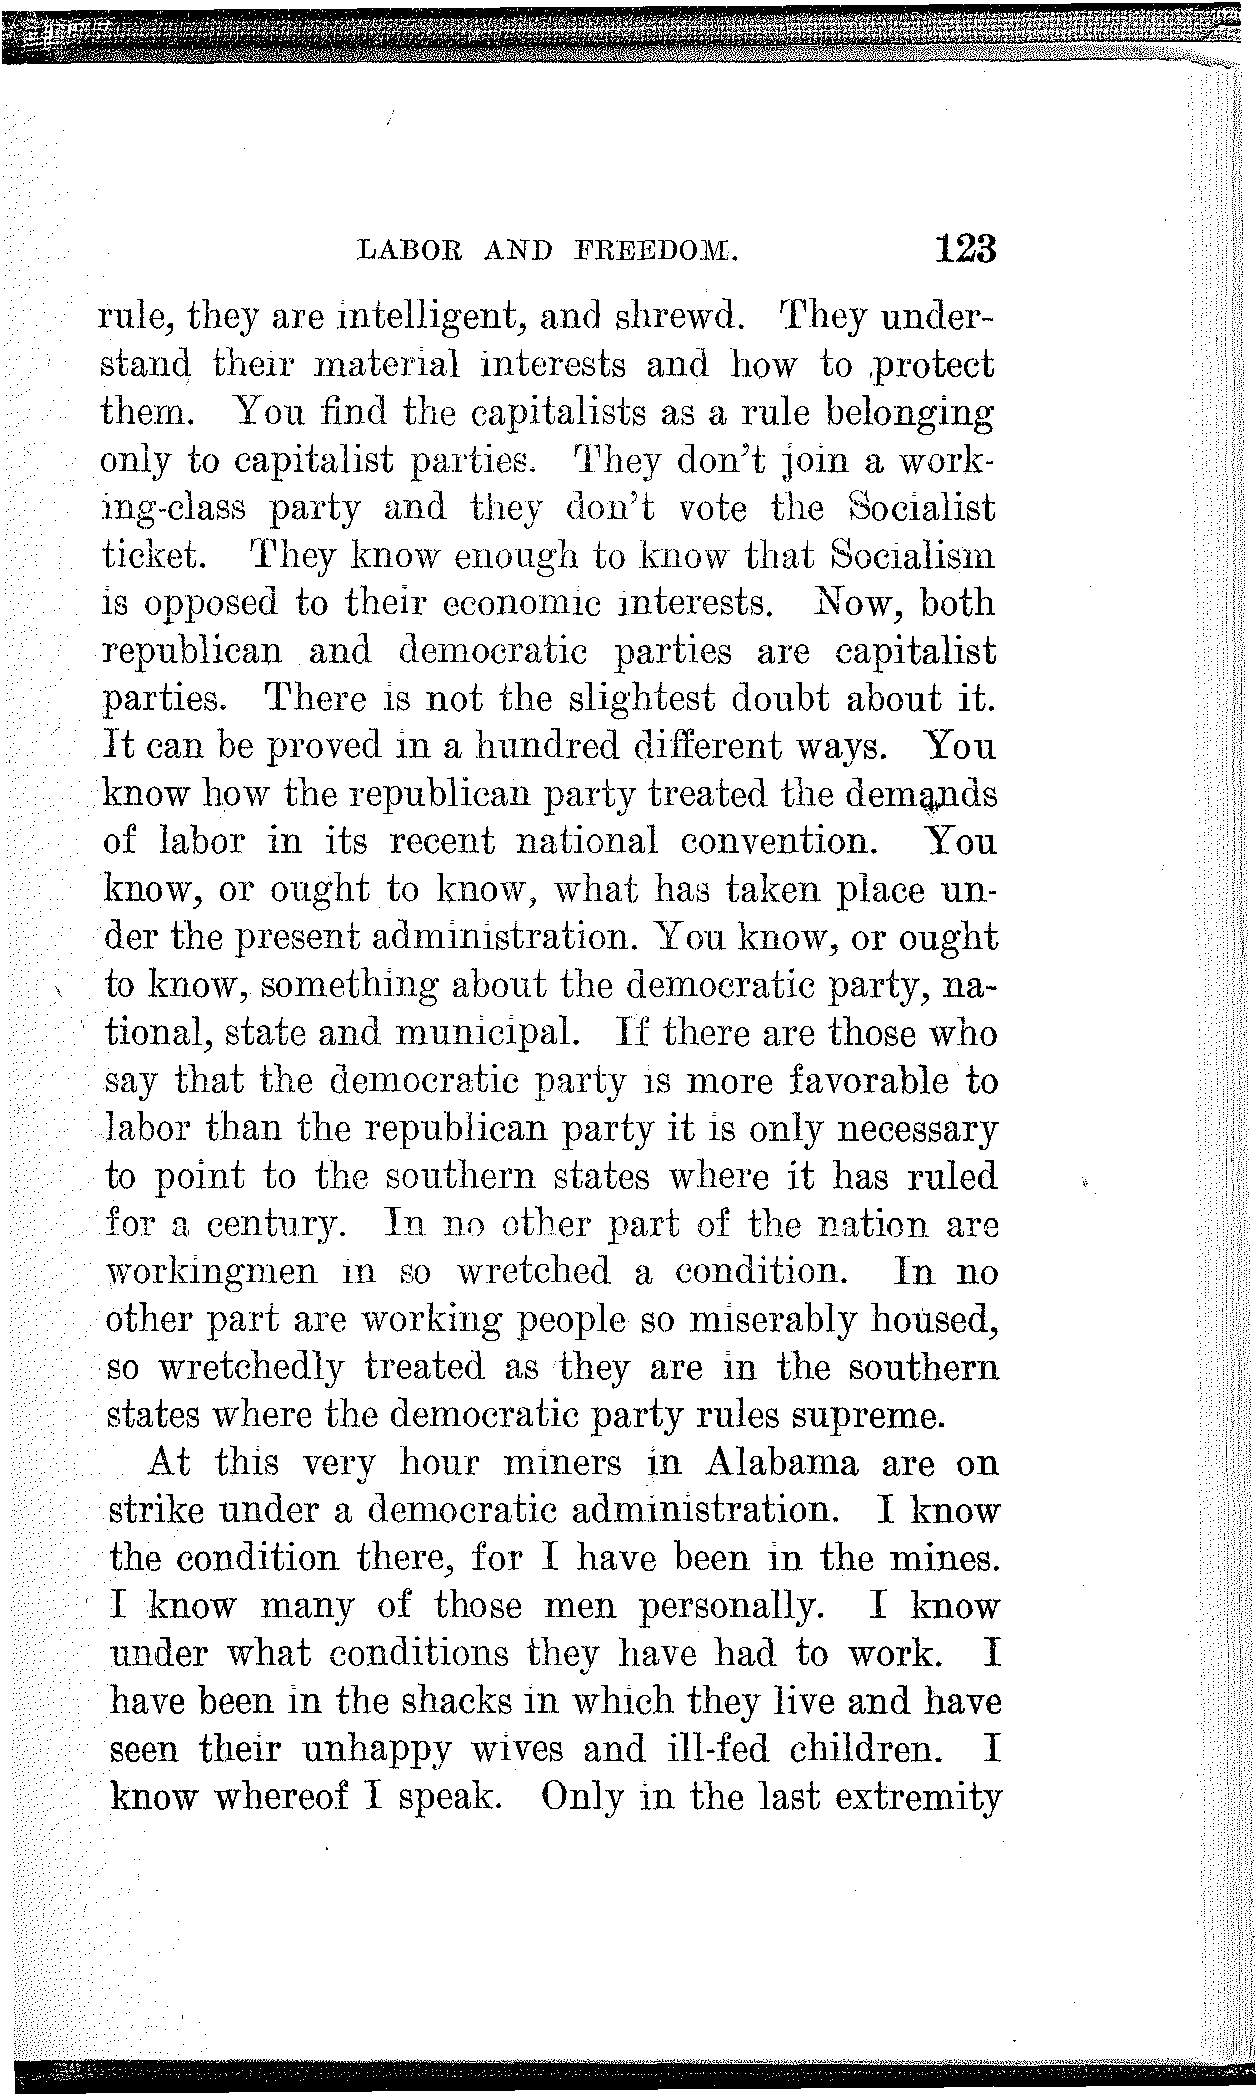 LABOR AND FREEDOM. 123
rule, they are intelligent, and shrewd. They under-
stand their material interests and how to protect
them. You find the capitalists as a rule belonging
only to capitalist parties. They don't join a work-
ing-class party and they don't vote the Socialist
ticket. They know enough to know that Socialism
is opposed to their economic interests. Now, both
republican and democratic parties are capitalist
parties. There is not the slightest doubt about it.
It can be proved in a hundred different ways. You
know how the republican party treated the demands
of labor in its recent national convention. You
know, or ought to know, what has taken place un-
der the present administration. You know, or ought
to know, something about the democratic party, na-
tional, state and municipal. If there are those who
say that the democratic party is more favorable to
labor than the republican party it is only necessary
to point to the southern states where it has ruled
for a century. In no other part of the nation are
workingmen in so wretched a condition. In no
other part are working people so miserably housed,
so wretchedly treated as they are in the southern
states where the democratic party rules supreme.
At this very hour miners in Alabama are on
strike under a democratic administration. I know
the condition there, for I have been in the mines.
I know many of those men personally. I know
under what conditions they have had to work. I
have been in the shacks in which they live and have
seen their unhappy wives and ill-fed children. I
know whereof I speak. Only in the last extremity